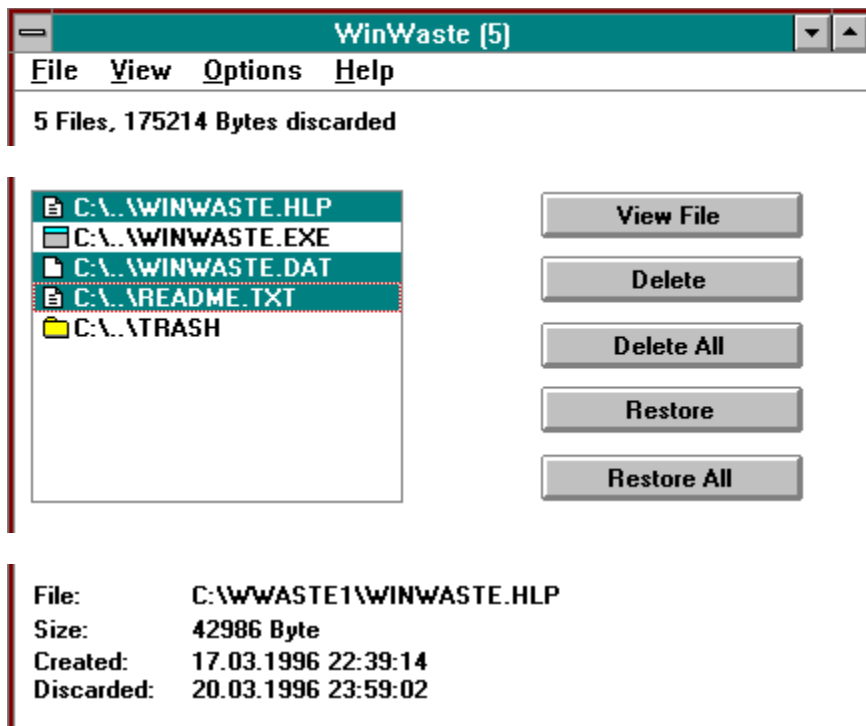 WinWaste (5)
File View Options Help
5 Files, 175214 Bytes discarded
C:\..\WINWASTE.HLP
C:\..\WINWASTE.EXE
C:\..\WINWASTE.DAT
C:\..\README.TXT
C:\..\TRASH
View File
Delete
Delete All
Restore
Restore All
File: C:\WWASTE1\WINWASTE.HLP
Size: 42986 Byte
Created: 17.03.1996 22:39:14
Discarded: 20.03.1996 23:59:02